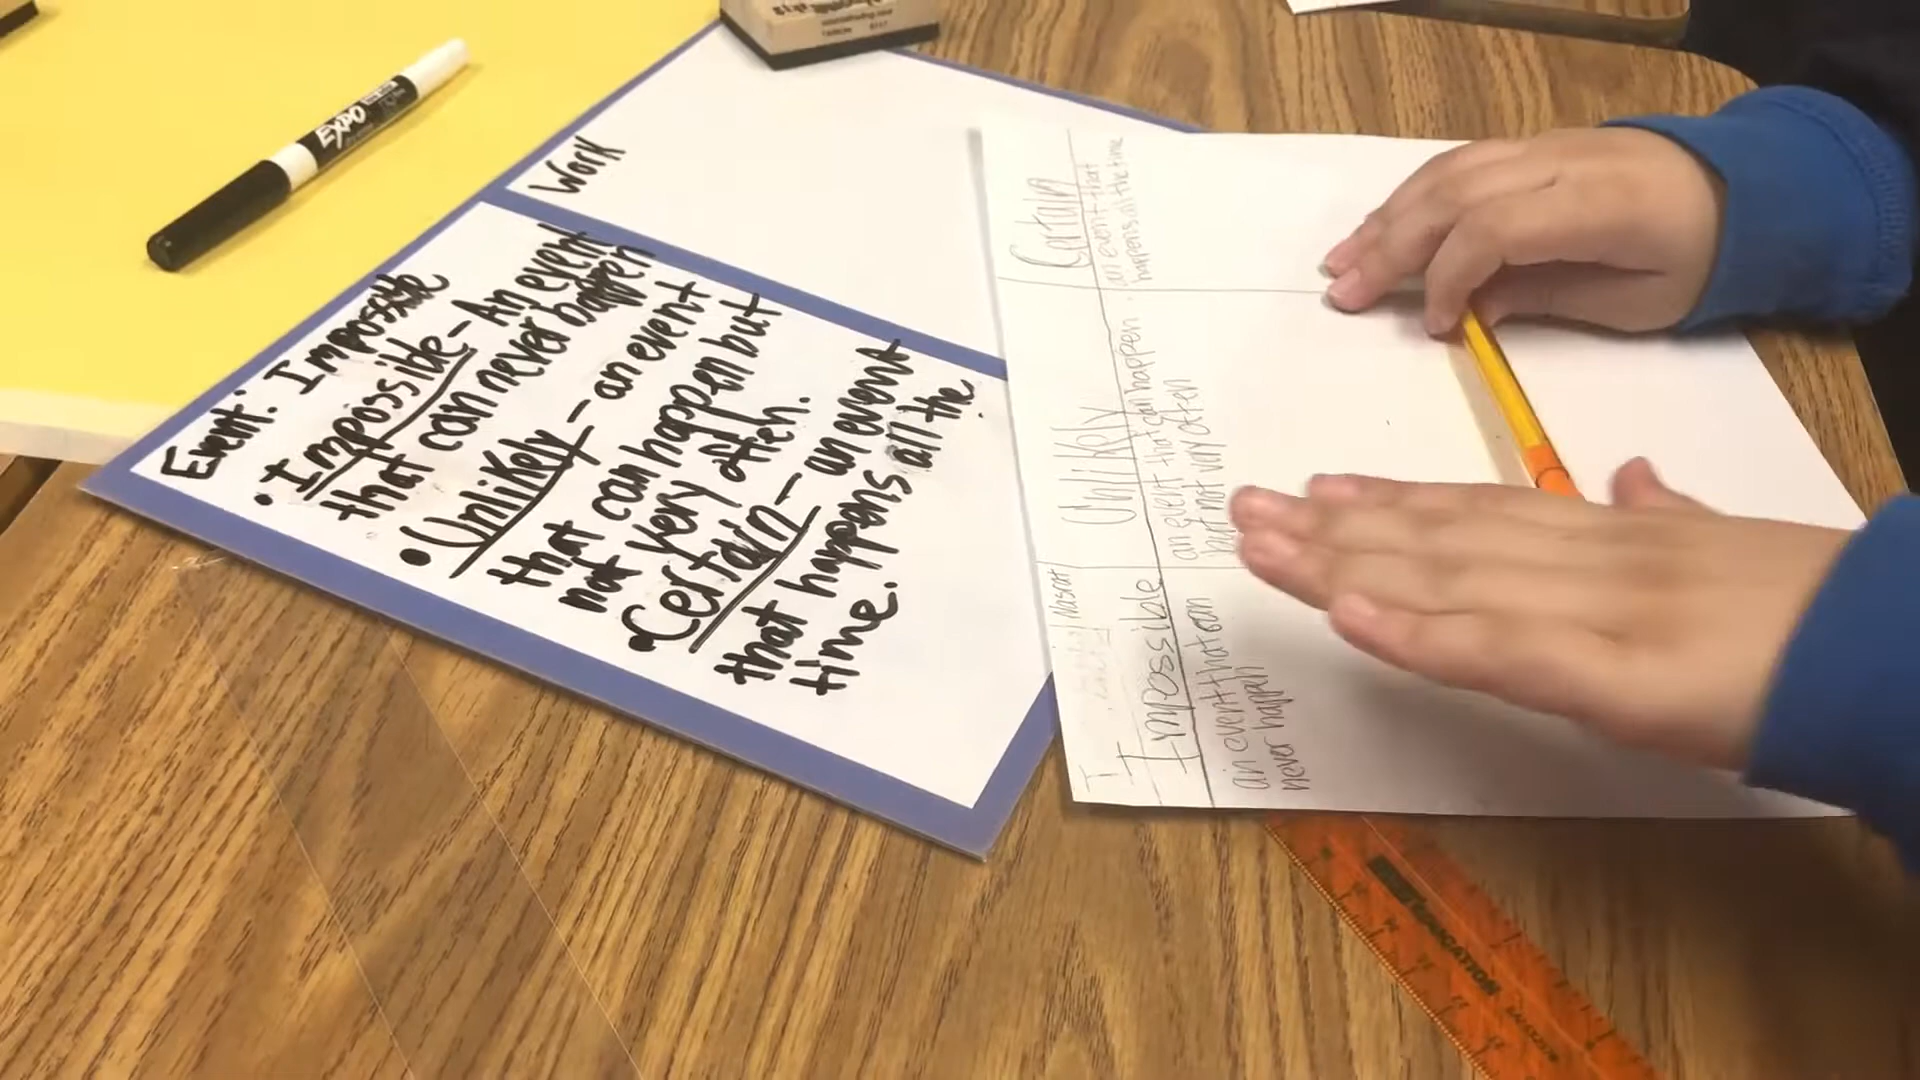 Work
Event: Impossible
• Impossible - An event
that can never happen
• Unlikely - an event
that can happen but
not very often.
• Certain - an event
that happens all the
time.
EXPO
Impossible
an event that can
never happen
Unlikely
an event that can happen
but not very often
Certain
an event that
happens all the time